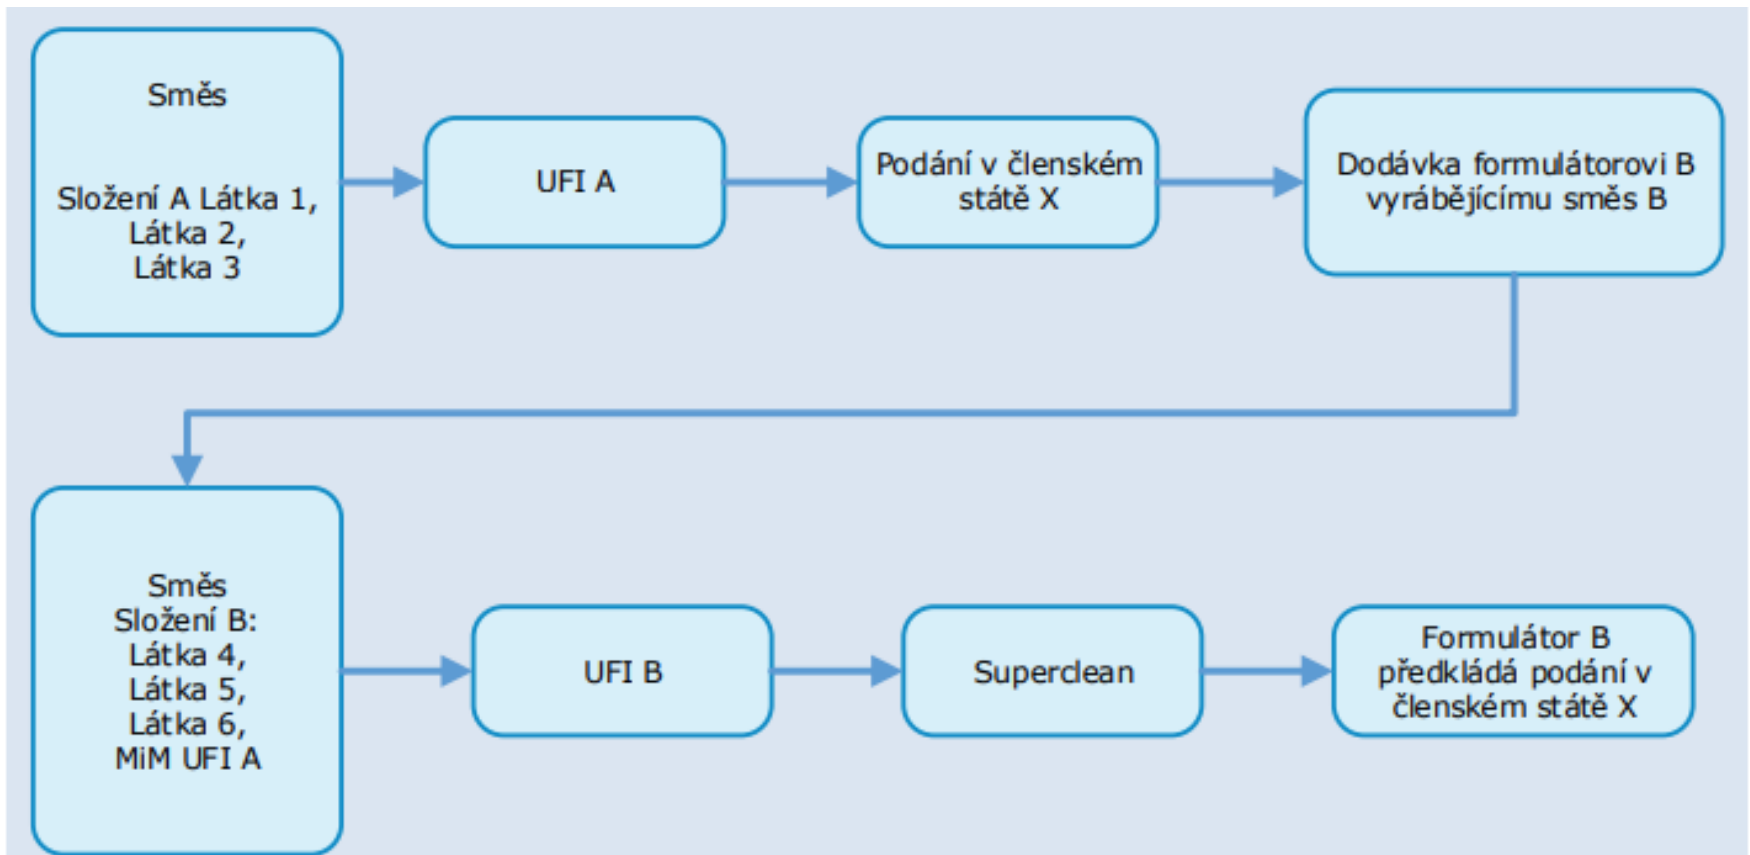 Směs
Složení A Látka 1,
Látka 2,
Látka 3
UFI A
Podání v členském
státě X
Dodávka formulátorovi B
vyrábějícímu směs B
Směs
Složení B:
Látka 4,
Látka 5,
Látka 6,
MiM UFI A
UFI B
Superclean
Formulátor B
předkládá podání v
členském státě X